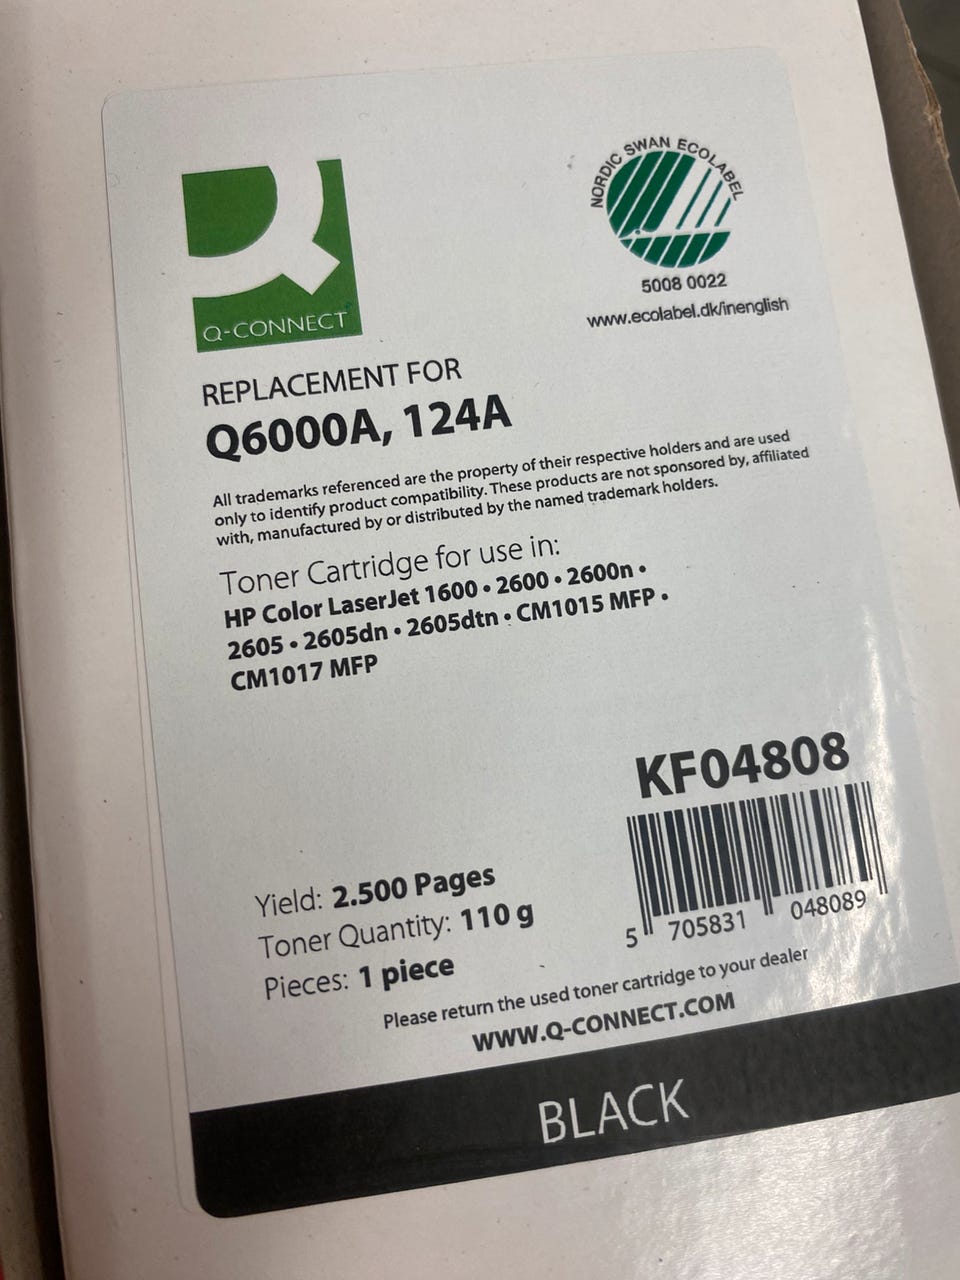 NORDIC SWAN ECOLABEL
5008 0022
www.ecolabel.dk/inenglish
Q-CONNECT
REPLACEMENT FOR
Q6000A, 124A
All trademarks referenced are the property of their respective holders and are used
only to identify product compatibility. These products are not sponsored by, affiliated
with, manufactured by or distributed by the named trademark holders.
Toner Cartridge for use in:
HP Color LaserJet 1600 • 2600 • 2600n •
2605 • 2605dn • 2605dtn • CM1015 MFP •
CM1017 MFP
KF04808
5 705831 048089
Yield: 2.500 Pages
Toner Quantity: 110 g
Pieces: 1 piece
Please return the used toner cartridge to your dealer
WWW.Q-CONNECT.COM
BLACK